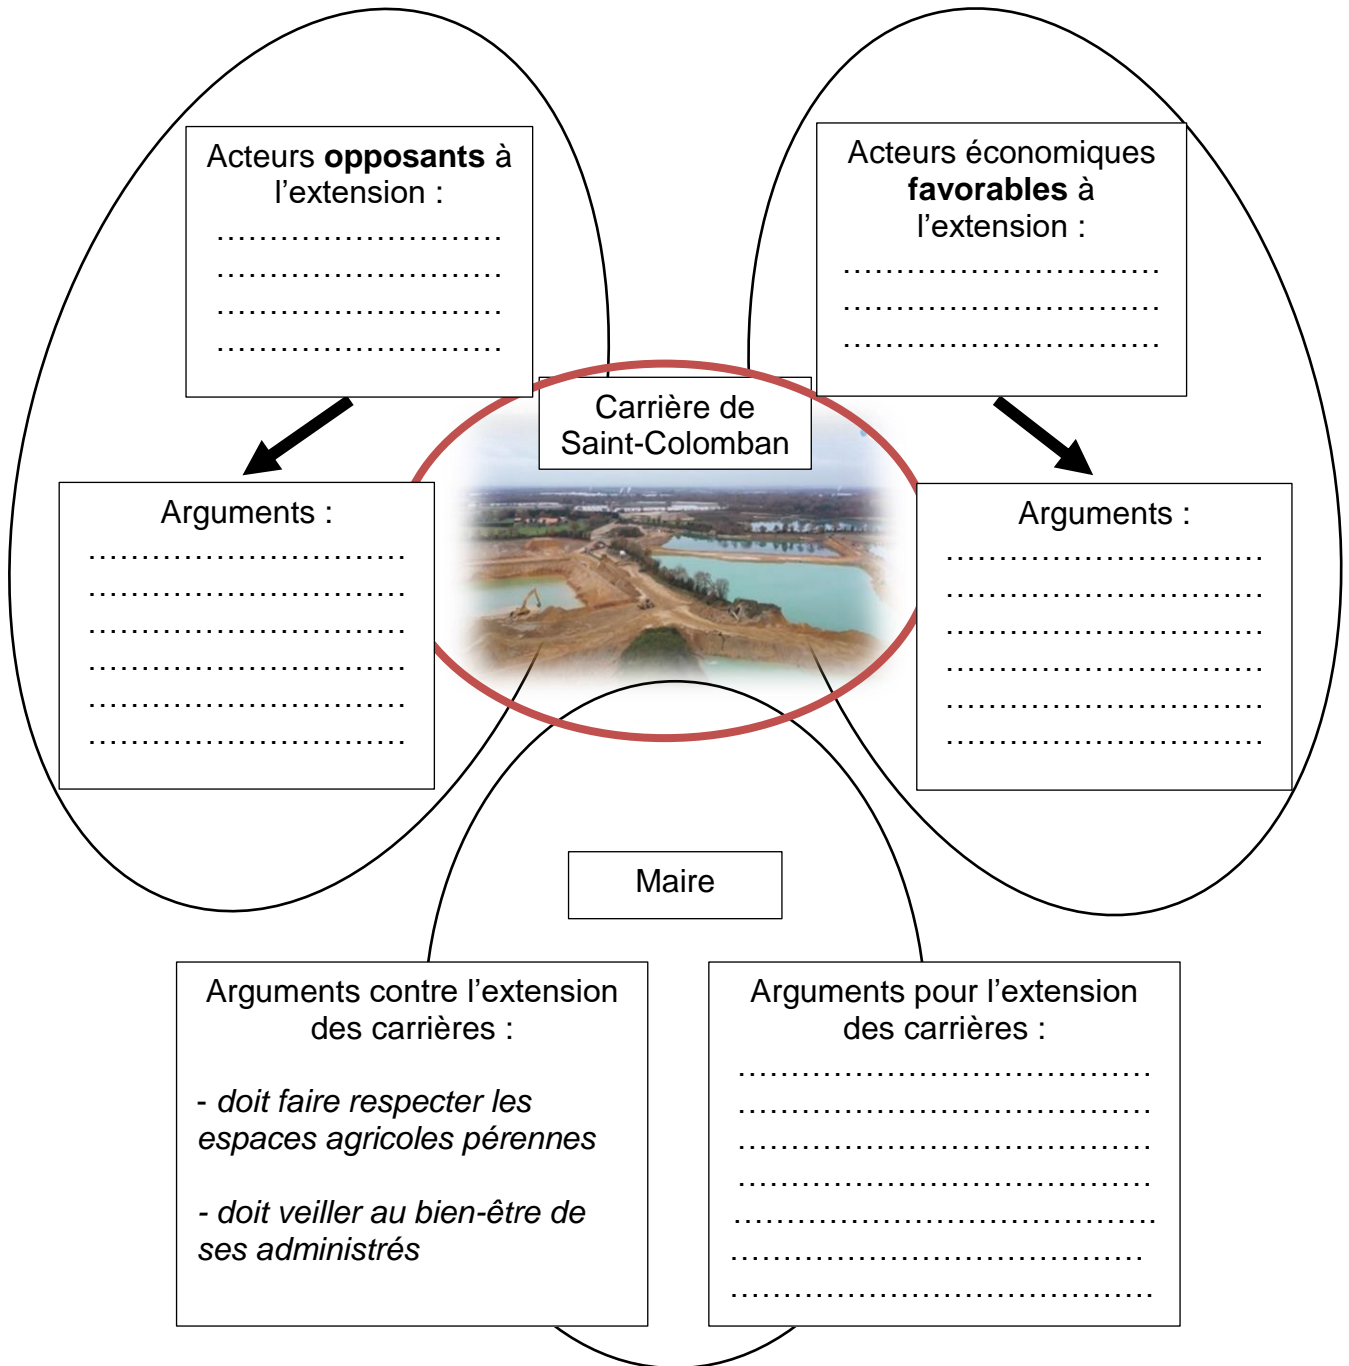 Acteurs opposants à
l’extension :
…………………………
…………………………
…………………………
…………………………
Acteurs économiques
favorables à
l’extension :
……………………………
……………………………
……………………………
Carrière de
Saint-Colomban
Arguments :
……………………………
……………………………
……………………………
……………………………
……………………………
……………………………
Arguments :
……………………………
……………………………
……………………………
……………………………
……………………………
……………………………
Maire
Arguments contre l’extension
des carrières :
- doit faire respecter les
espaces agricoles pérennes
- doit veiller au bien-être de
ses administrés
Arguments pour l’extension
des carrières :
………………………………………
………………………………………
………………………………………
………………………………………
………………………………………
………………………………………
………………………………………